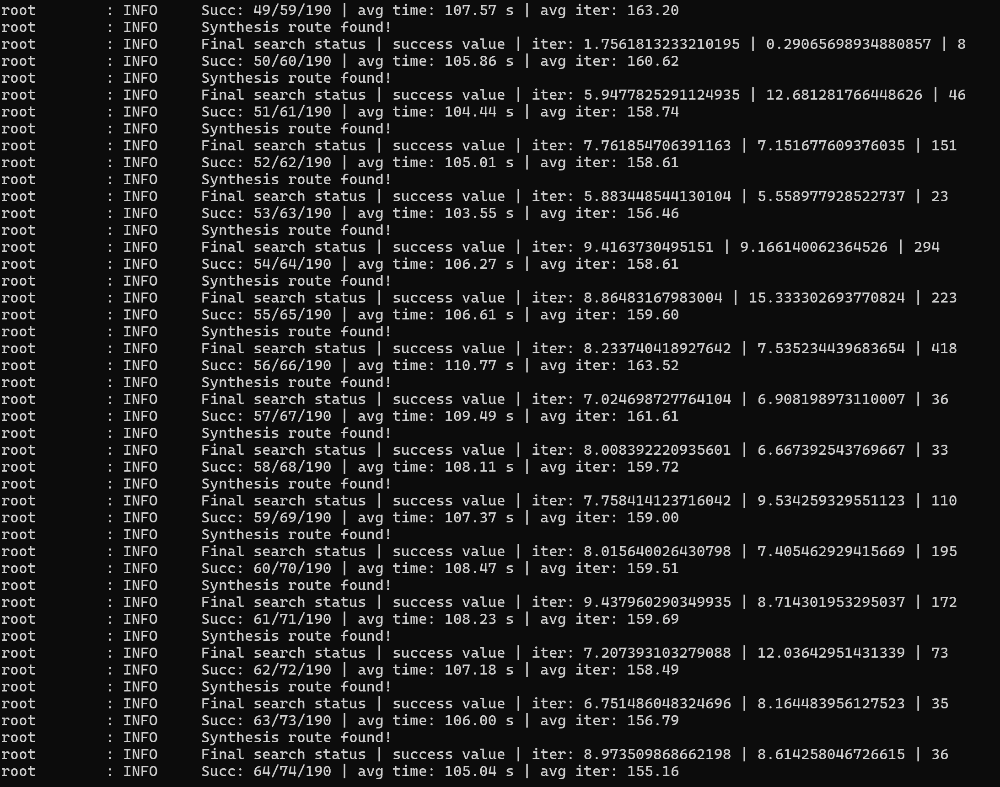 root        : INFO     Succ: 49/59/190 | avg time: 107.57 s | avg iter: 163.20
root        : INFO     Synthesis route found!
root        : INFO     Final search status | success value | iter: 1.7561813233210195 | 0.29065698934880857 | 8
root        : INFO     Succ: 50/60/190 | avg time: 105.86 s | avg iter: 160.62
root        : INFO     Synthesis route found!
root        : INFO     Final search status | success value | iter: 5.9477825291124935 | 12.681281766448626 | 46
root        : INFO     Succ: 51/61/190 | avg time: 104.44 s | avg iter: 158.74
root        : INFO     Synthesis route found!
root        : INFO     Final search status | success value | iter: 7.761854706391163 | 7.151677609376035 | 151
root        : INFO     Succ: 52/62/190 | avg time: 105.01 s | avg iter: 158.61
root        : INFO     Synthesis route found!
root        : INFO     Final search status | success value | iter: 5.883448544130104 | 5.558977928522737 | 23
root        : INFO     Succ: 53/63/190 | avg time: 103.55 s | avg iter: 156.46
root        : INFO     Synthesis route found!
root        : INFO     Final search status | success value | iter: 9.4163730495151 | 9.166140062364526 | 294
root        : INFO     Succ: 54/64/190 | avg time: 106.27 s | avg iter: 158.61
root        : INFO     Synthesis route found!
root        : INFO     Final search status | success value | iter: 8.86483167983004 | 15.333302693770824 | 223
root        : INFO     Succ: 55/65/190 | avg time: 106.61 s | avg iter: 159.60
root        : INFO     Synthesis route found!
root        : INFO     Final search status | success value | iter: 8.233740418927642 | 7.535234439683654 | 418
root        : INFO     Succ: 56/66/190 | avg time: 110.77 s | avg iter: 163.52
root        : INFO     Synthesis route found!
root        : INFO     Final search status | success value | iter: 7.024698727764104 | 6.908198973110007 | 36
root        : INFO     Succ: 57/67/190 | avg time: 109.49 s | avg iter: 161.61
root        : INFO     Synthesis route found!
root        : INFO     Final search status | success value | iter: 8.008392220935601 | 6.667392543769667 | 33
root        : INFO     Succ: 58/68/190 | avg time: 108.11 s | avg iter: 159.72
root        : INFO     Synthesis route found!
root        : INFO     Final search status | success value | iter: 7.758414123716042 | 9.534259329551123 | 110
root        : INFO     Succ: 59/69/190 | avg time: 107.37 s | avg iter: 159.00
root        : INFO     Synthesis route found!
root        : INFO     Final search status | success value | iter: 8.015640026430798 | 7.405462929415669 | 195
root        : INFO     Succ: 60/70/190 | avg time: 108.47 s | avg iter: 159.51
root        : INFO     Synthesis route found!
root        : INFO     Final search status | success value | iter: 9.437960290349935 | 8.714301953295037 | 172
root        : INFO     Succ: 61/71/190 | avg time: 108.23 s | avg iter: 159.69
root        : INFO     Synthesis route found!
root        : INFO     Final search status | success value | iter: 7.207393103279088 | 12.03642951431339 | 73
root        : INFO     Succ: 62/72/190 | avg time: 107.18 s | avg iter: 158.49
root        : INFO     Synthesis route found!
root        : INFO     Final search status | success value | iter: 6.751486048324696 | 8.164483956127523 | 35
root        : INFO     Succ: 63/73/190 | avg time: 106.00 s | avg iter: 156.79
root        : INFO     Synthesis route found!
root        : INFO     Final search status | success value | iter: 8.973509868662198 | 8.614258046726615 | 36
root        : INFO     Succ: 64/74/190 | avg time: 105.04 s | avg iter: 155.16